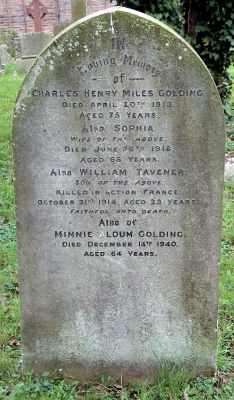 IN
Loving Memory
of
CHARLES HENRY MILES GOLDING
DIED APRIL 20TH 1913
AGED 75 YEARS
Also SOPHIA
WIFE OF THE ABOVE.
DIED JUNE 26TH 1916
AGED 65 YEARS.
Also WILLIAM TAVENER
SON OF THE ABOVE.
KILLED IN ACTION FRANCE,
OCTOBER 21ST 1914, AGED 23 YEARS.
FAITHFUL UNTO DEATH.
ALSO OF
MINNIE GOLDING.
DIED DECEMBER 14TH 1940.
AGED 64 YEARS.